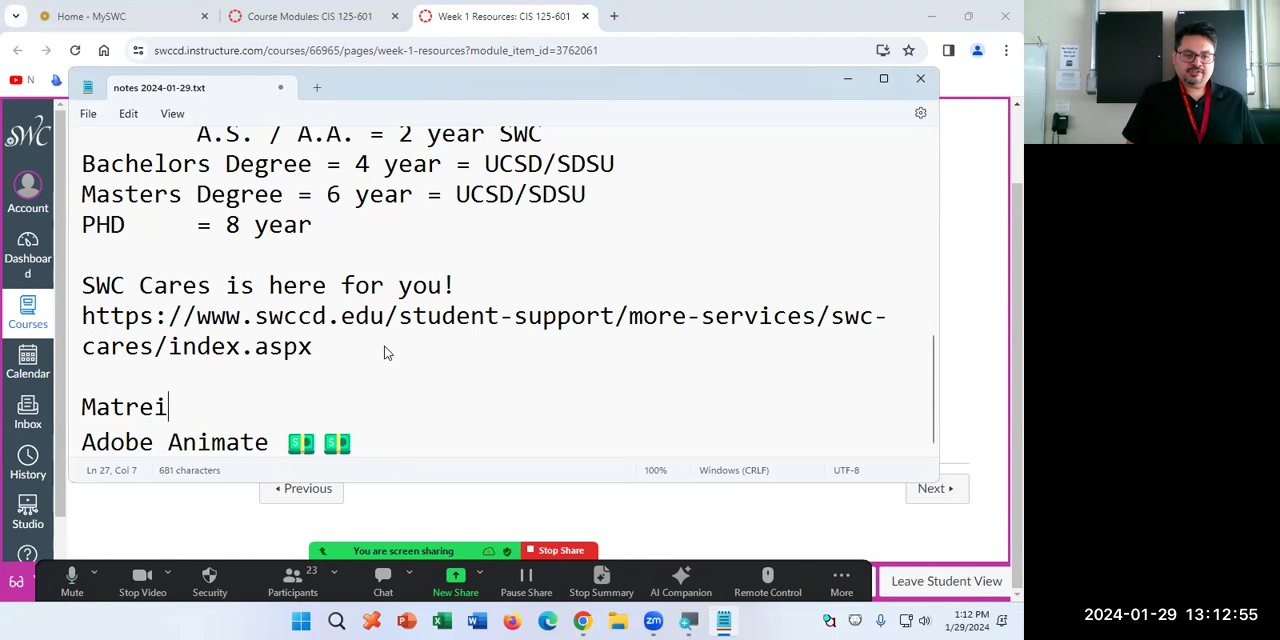 Home - MySWC
Course Modules: CIS 125-601
Week 1 Resources: CIS 125-601
swccd.instructure.com/courses/66965/pages/week-1-resources?module_item_id=3762061
N
notes 2024-01-29.txt
File Edit View
A.S. / A.A. = 2 year SWC
Bachelors Degree = 4 year = UCSD/SDSU
Masters Degree = 6 year = UCSD/SDSU
PHD = 8 year
SWC Cares is here for you!
https://www.swccd.edu/student-support/more-services/swc-
cares/index.aspx
Matrei
Adobe Animate 💵💵
Ln 27, Col 7 681 characters 100% Windows (CRLF) UTF-8
SWC
Account
Dashboar
d
Courses
Calendar
Inbox
History
Studio
Previous
Next
You are screen sharing Stop Share
Mute
Stop Video
Security
Participants
23
Chat
New Share
Pause Share
Stop Summary
AI Companion
Remote Control
More
Leave Student View
1:12 PM
1/29/2024
2024-01-29 13:12:55